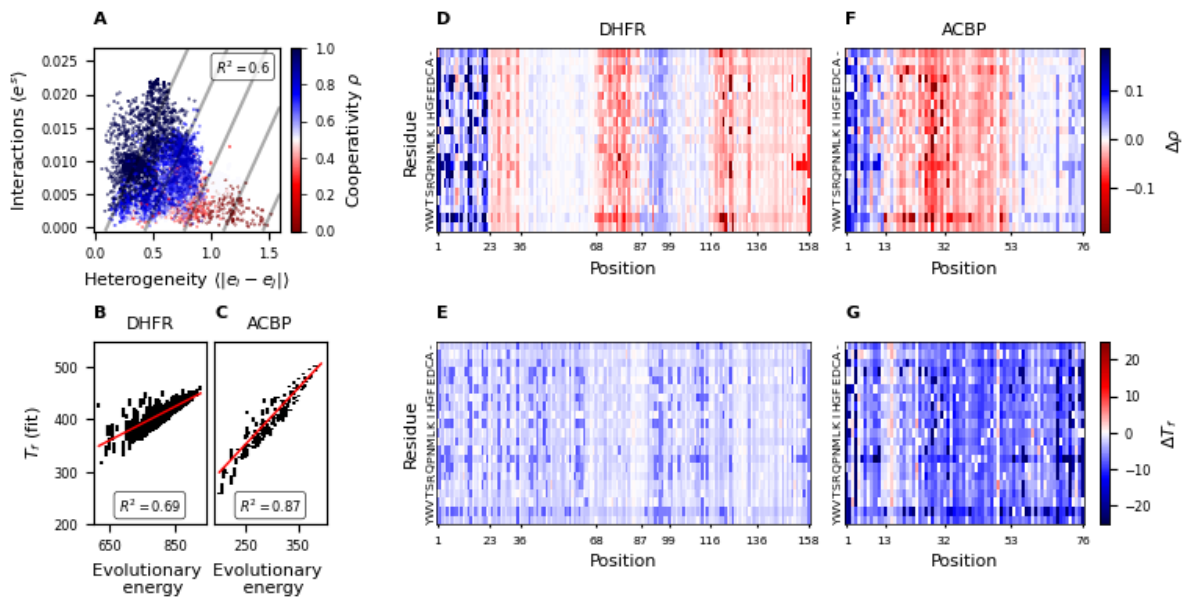 A
Interactions ⟨eˢ⟩
0.025
0.020
0.015
0.010
0.005
0.000
R² = 0.6
0.0
0.5
1.0
1.5
Heterogeneity ⟨|eᵢ − eⱼ|⟩
1.0
0.8
0.6
0.4
0.2
0.0
Cooperativity ρ
B
DHFR
C
ACBP
Tᵣ (fit)
500
400
300
200
R² = 0.69
R² = 0.87
650
850
250
350
Evolutionary
energy
Evolutionary
energy
D
DHFR
Residue
YWVTSRQPNMLKIHGFEDCA-
1
23
36
68
87
99
116
136
158
Position
F
ACBP
YWVTSRQPNMLKIHGFEDCA-
1
13
32
53
76
Position
0.1
0.0
−0.1
Δρ
E
Residue
YWVTSRQPNMLKIHGFEDCA-
1
23
36
68
87
99
116
136
158
Position
G
YWVTSRQPNMLKIHGFEDCA-
1
13
32
53
76
Position
20
10
0
−10
−20
ΔTᵣ